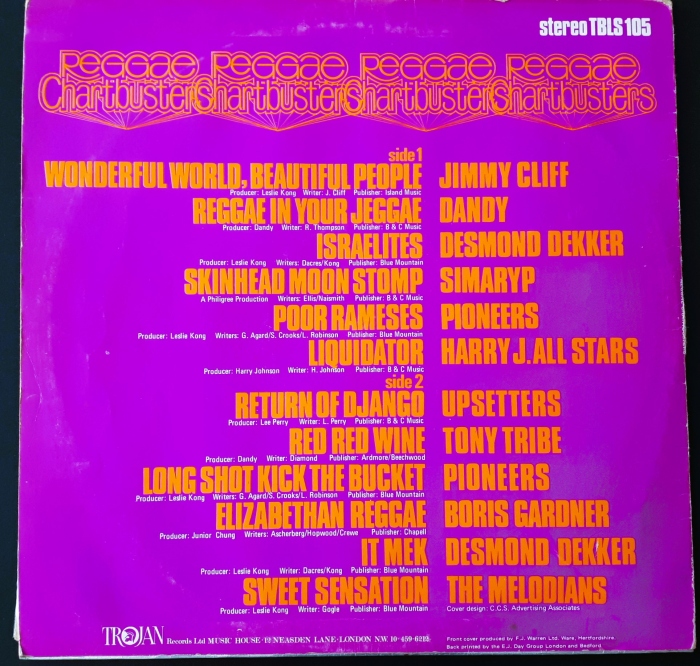 stereo TBLS 105
Reggae Reggae Reggae Reggae
Chartbusters Chartbusters Chartbusters Chartbusters
side 1
WONDERFUL WORLD, BEAUTIFUL PEOPLE JIMMY CLIFF
Producer: Leslie Kong Writer: J. Cliff Publisher: Island Music
REGGAE IN YOUR JEGGAE DANDY
Producer: Dandy Writer: R. Thompson Publisher: B & C Music
ISRAELITES DESMOND DEKKER
Producer: Leslie Kong Writers: Dacres/Kong Publisher: Blue Mountain
SKINHEAD MOON STOMP SIMARYP
A Philigree Production Writers: Ellis/Naismith Publisher: B & C Music
POOR RAMESES PIONEERS
Producer: Leslie Kong Writers: G. Agard/S. Crooks/L. Robinson Publisher: Blue Mountain
LIQUIDATOR HARRY J. ALL STARS
Producer: Harry Johnson Writer: H. Johnson Publisher: B & C Music
side 2
RETURN OF DJANGO UPSETTERS
Producer: Lee Perry Writer: L. Perry Publisher: B & C Music
RED RED WINE TONY TRIBE
Producer: Dandy Writer: Diamond Publisher: Ardmore/Beechwood
LONG SHOT KICK THE BUCKET PIONEERS
Producer: Leslie Kong Writers: G. Agard/S. Crooks/L. Robinson Publisher: Blue Mountain
ELIZABETHAN REGGAE BORIS GARDNER
Producer: Junior Chung Writers: Ascherberg/Hopwood/Crewe Publisher: Chapell
IT MEK DESMOND DEKKER
Producer: Leslie Kong Writers: Dacres/Kong Publisher: Blue Mountain
SWEET SENSATION THE MELODIANS
Producer: Leslie Kong Writer: Gogle Publisher: Blue Mountain
Cover design: C.C.S. Advertising Associates
TROJAN Records Ltd MUSIC HOUSE · 12 NEASDEN LANE · LONDON NW 10 · 459-6225
Front cover produced by F.J. Warren Ltd. Ware, Hertfordshire.
Back printed by the E.J. Day Group London and Bedford.